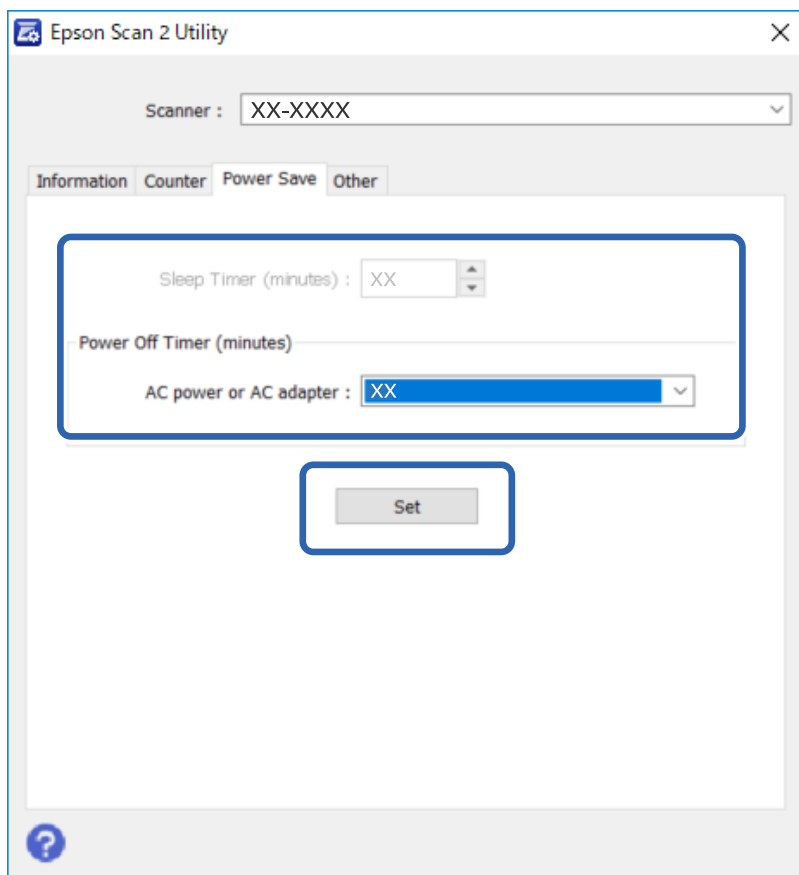 Epson Scan 2 Utility
Scanner : XX-XXXX
Information Counter Power Save Other
Sleep Timer (minutes) : XX
Power Off Timer (minutes)
AC power or AC adapter : XX
Set
?